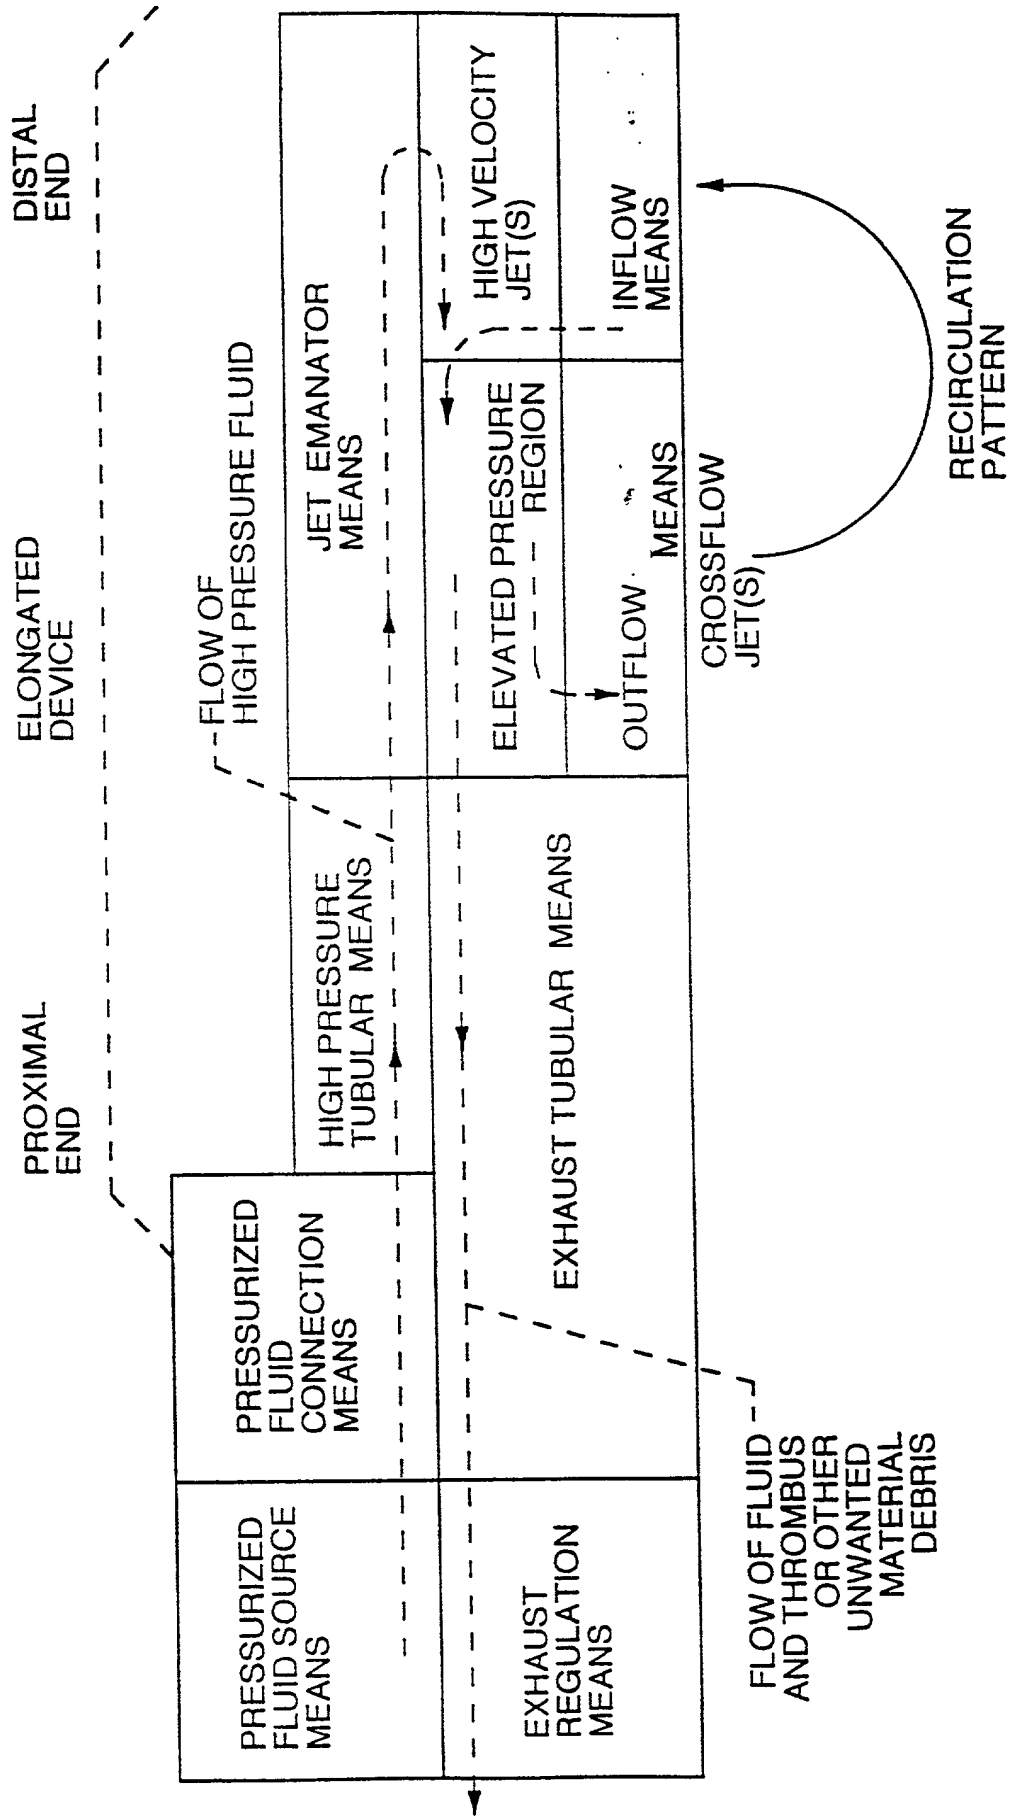 PROXIMAL
END
ELONGATED
DEVICE
DISTAL
END
FLOW OF
HIGH PRESSURE FLUID
PRESSURIZED
FLUID SOURCE
MEANS
PRESSURIZED
FLUID
CONNECTION
MEANS
HIGH PRESSURE
TUBULAR MEANS
JET EMANATOR
MEANS
HIGH VELOCITY
JET(S)
ELEVATED PRESSURE
REGION
INFLOW
MEANS
OUTFLOW
MEANS
EXHAUST
REGULATION
MEANS
EXHAUST TUBULAR MEANS
CROSSFLOW
JET(S)
FLOW OF FLUID
AND THROMBUS
OR OTHER
UNWANTED
MATERIAL
DEBRIS
RECIRCULATION
PATTERN